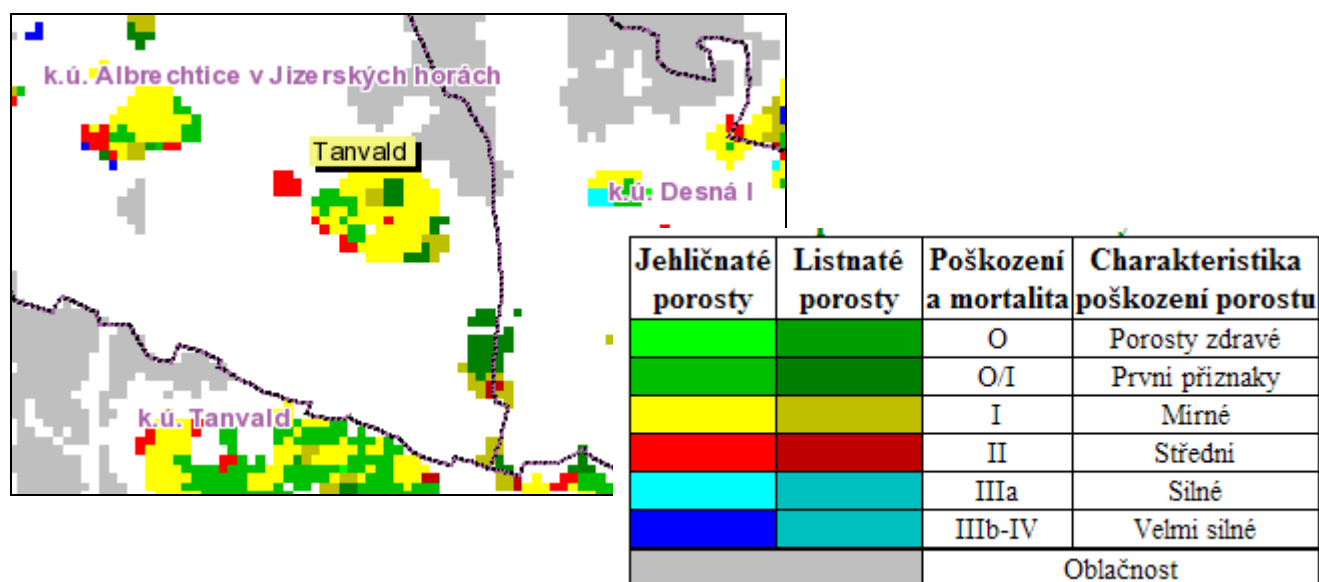 k.ú. Albrechtice v Jizerských horách
Tanvald
k.ú. Desná I
k.ú. Tanvald
Jehličnaté porosty
Listnaté porosty
Poškození a mortalita
Charakteristika poškození porostu
O
Porosty zdravé
O/I
První příznaky
I
Mírné
II
Střední
IIIa
Silné
IIIb-IV
Velmi silné
Oblačnost